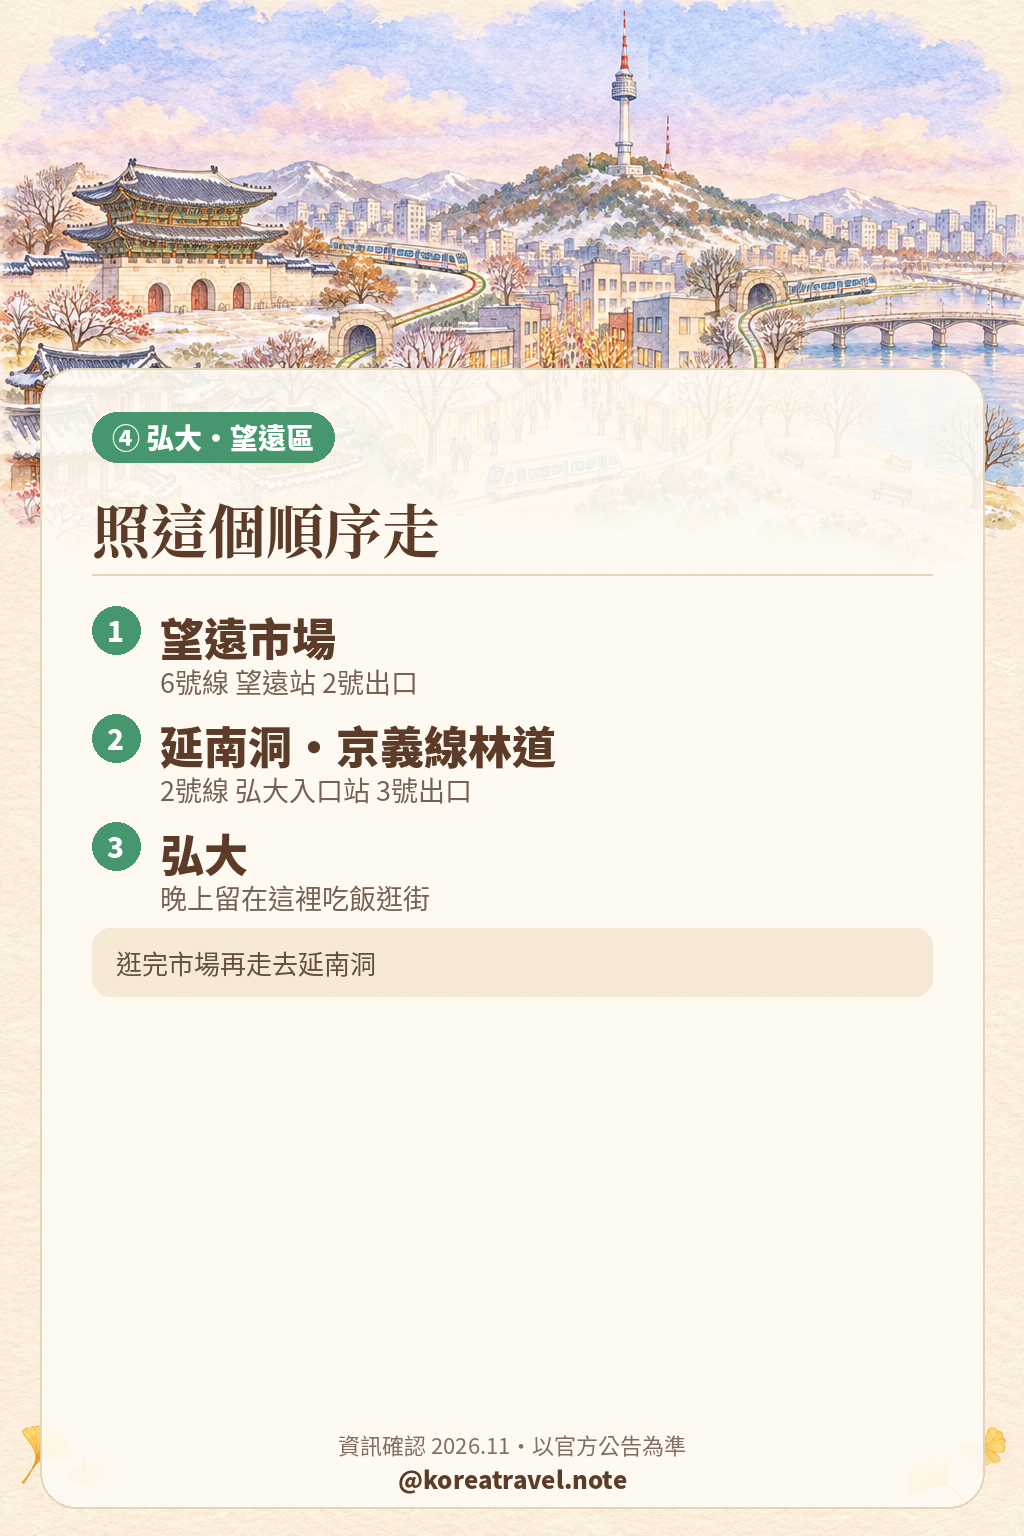 ④ 弘大・望遠區
照這個順序走
1 望遠市場
6號線 望遠站 2號出口
2 延南洞・京義線林道
2號線 弘大入口站 3號出口
3 弘大
晚上留在這裡吃飯逛街
逛完市場再走去延南洞
資訊確認 2026.11・以官方公告為準
@koreatravel.note